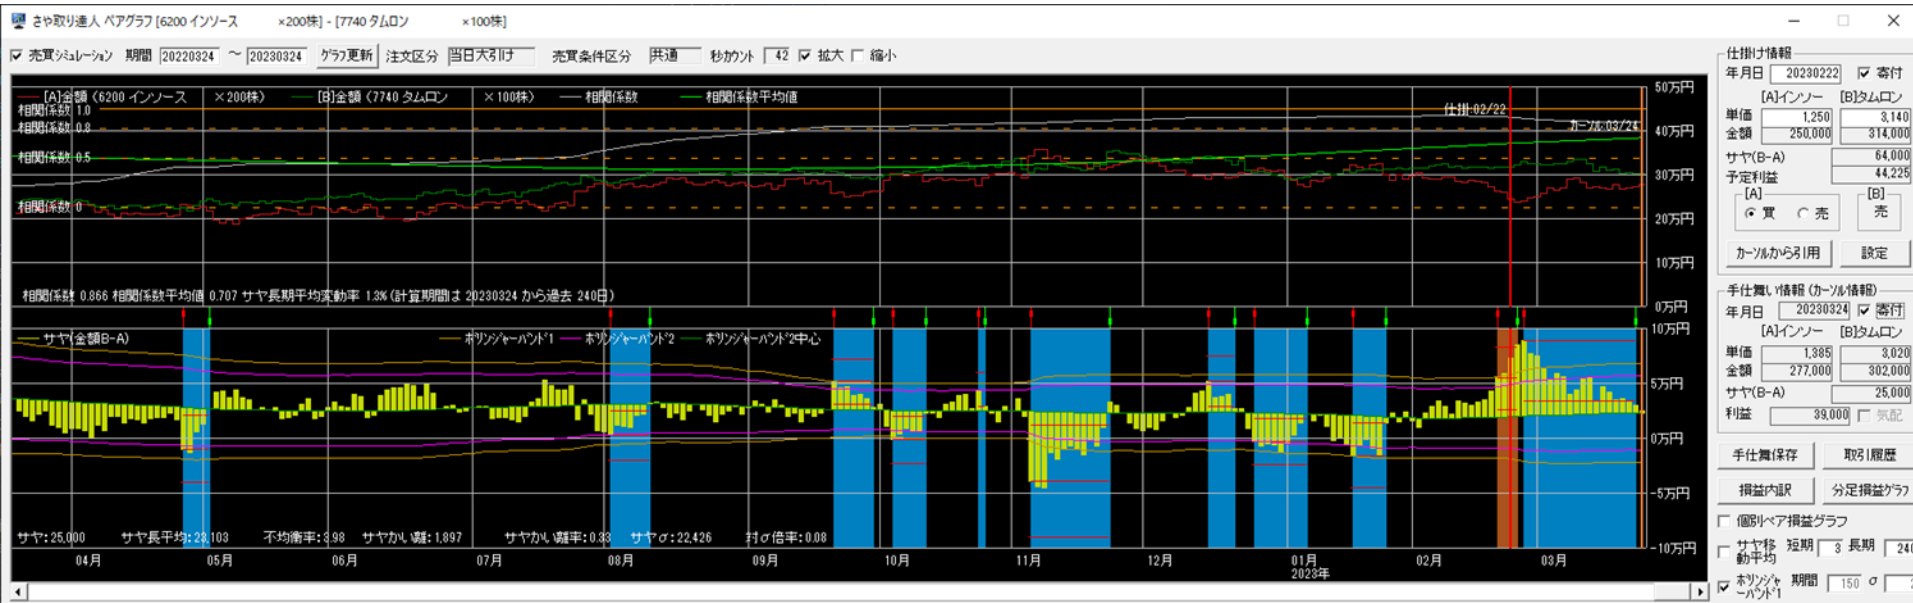 さや取り達人 ペアグラフ [6200 インソース ×200株] - [7740 タムロン ×100株]
売買シミュレーション 期間 20220324 ～ 20230324 グラフ更新 注文区分 当日大引け 売買条件区分 共通 秒カウント 42 拡大 縮小
[A]金額 (6200 インソース ×200株) [B]金額 (7740 タムロン ×100株) 相関係数 相関係数平均値
相関係数 1.0
相関係数 0.8
相関係数 0.5
相関係数 0
仕掛:02/22
カーソル:03/24
50万円
40万円
30万円
20万円
10万円
0万円
相関係数 0.866 相関係数平均値 0.707 サヤ長期平均変動率 1.3% (計算期間は 20230324 から過去 240日)
サヤ(金額B-A) ボリンジャーバンド1 ボリンジャーバンド2 ボリンジャーバンド2中心
10万円
5万円
0万円
-5万円
-10万円
サヤ:25,000 サヤ長平均:23,103 不均衡率:3.98 サヤかい離:1,897 サヤかい離率:0.33 サヤσ:22,426 対σ倍率:0.08
04月 05月 06月 07月 08月 09月 10月 11月 12月 01月 02月 03月
2023年
仕掛け情報
年月日 20230222 寄付
[A]インソー [B]タムロン
単価 1,250 3,140
金額 250,000 314,000
サヤ(B-A) 64,000
予定利益 44,225
[A] [B]
買 売 売
カーソルから引用 設定
手仕舞い情報 (カーソル情報)
年月日 20230324 寄付
[A]インソー [B]タムロン
単価 1,385 3,020
金額 277,000 302,000
サヤ(B-A) 25,000
利益 39,000 気配
手仕舞保存 取引履歴
損益内訳 分足損益グラフ
個別ペア損益グラフ
サヤ移動平均 短期 3 長期 240
ボリンジャーバンド1 期間 150 σ 2